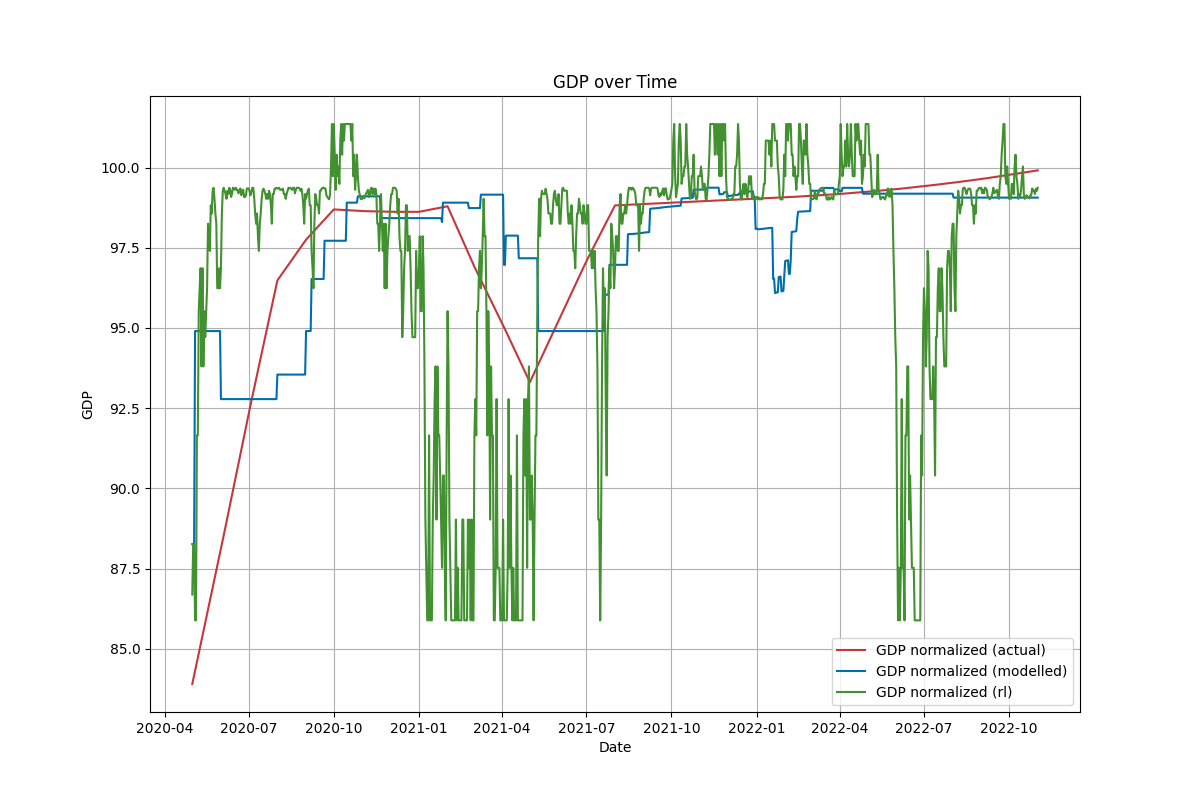 GDP over Time
100.0
97.5
95.0
92.5
90.0
87.5
85.0
GDP
GDP normalized (actual)
GDP normalized (modelled)
GDP normalized (rl)
2020-04 2020-07 2020-10 2021-01 2021-04 2021-07 2021-10 2022-01 2022-04 2022-07 2022-10
Date